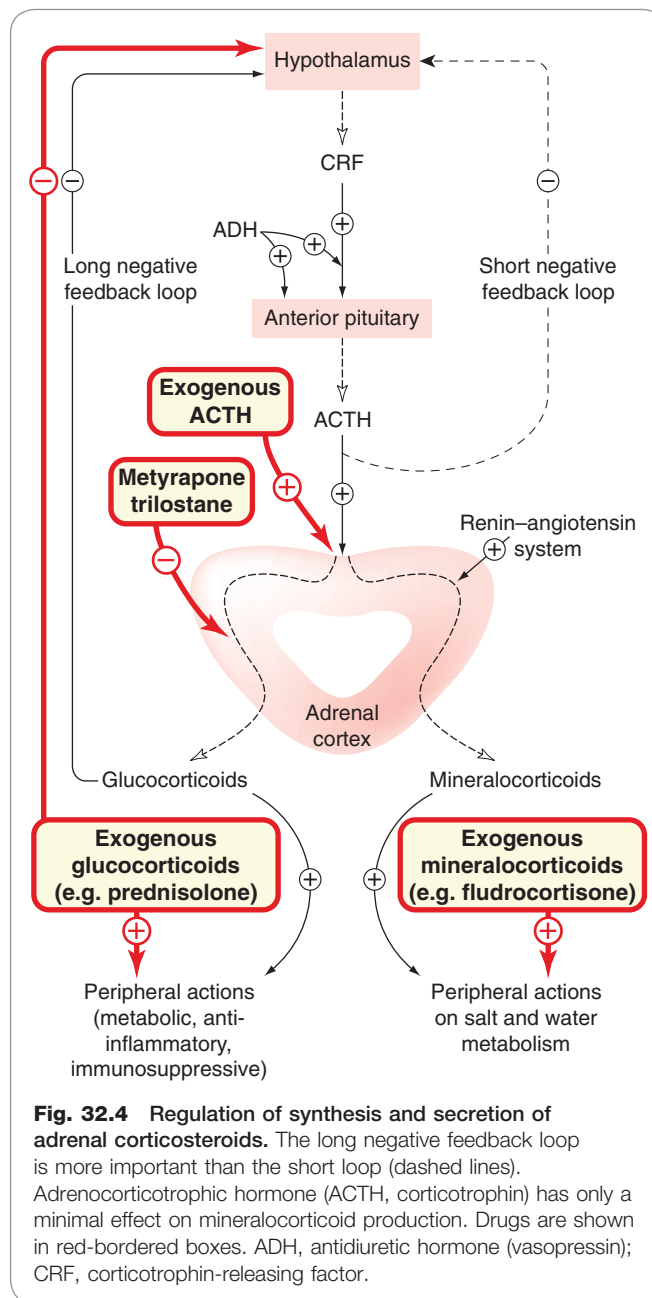 Hypothalamus
−
−
CRF
−
ADH
+
+
+
Long negative
feedback loop
Short negative
feedback loop
Anterior pituitary
Exogenous
ACTH
ACTH
Metyrapone
trilostane
+
+
−
Renin–angiotensin
system
+
Adrenal
cortex
Glucocorticoids
Mineralocorticoids
Exogenous
glucocorticoids
(e.g. prednisolone)
+
+
Exogenous
mineralocorticoids
(e.g. fludrocortisone)
+
+
Peripheral actions
(metabolic, anti-
inflammatory,
immunosuppressive)
Peripheral actions
on salt and water
metabolism
Fig. 32.4 Regulation of synthesis and secretion of
adrenal corticosteroids. The long negative feedback loop
is more important than the short loop (dashed lines).
Adrenocorticotrophic hormone (ACTH, corticotrophin) has only a
minimal effect on mineralocorticoid production. Drugs are shown
in red-bordered boxes. ADH, antidiuretic hormone (vasopressin);
CRF, corticotrophin-releasing factor.